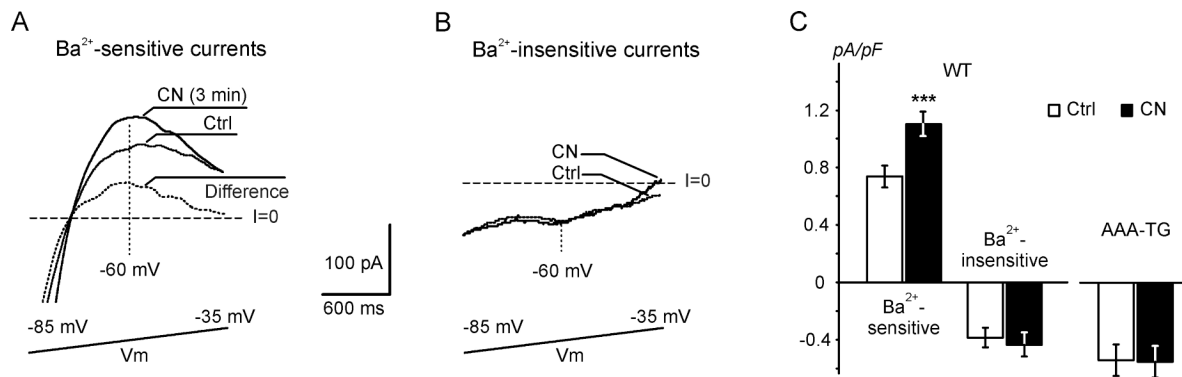 A
Ba²⁺-sensitive currents
CN (3 min)
Ctrl
Difference
I=0
-60 mV
100 pA
600 ms
-85 mV
-35 mV
Vm
B
Ba²⁺-insensitive currents
CN
Ctrl
I=0
-60 mV
-85 mV
-35 mV
Vm
C
pA/pF
WT
***
Ctrl
CN
1.2
0.8
0.4
0
-0.4
Ba²⁺-
sensitive
Ba²⁺-
insensitive
AAA-TG